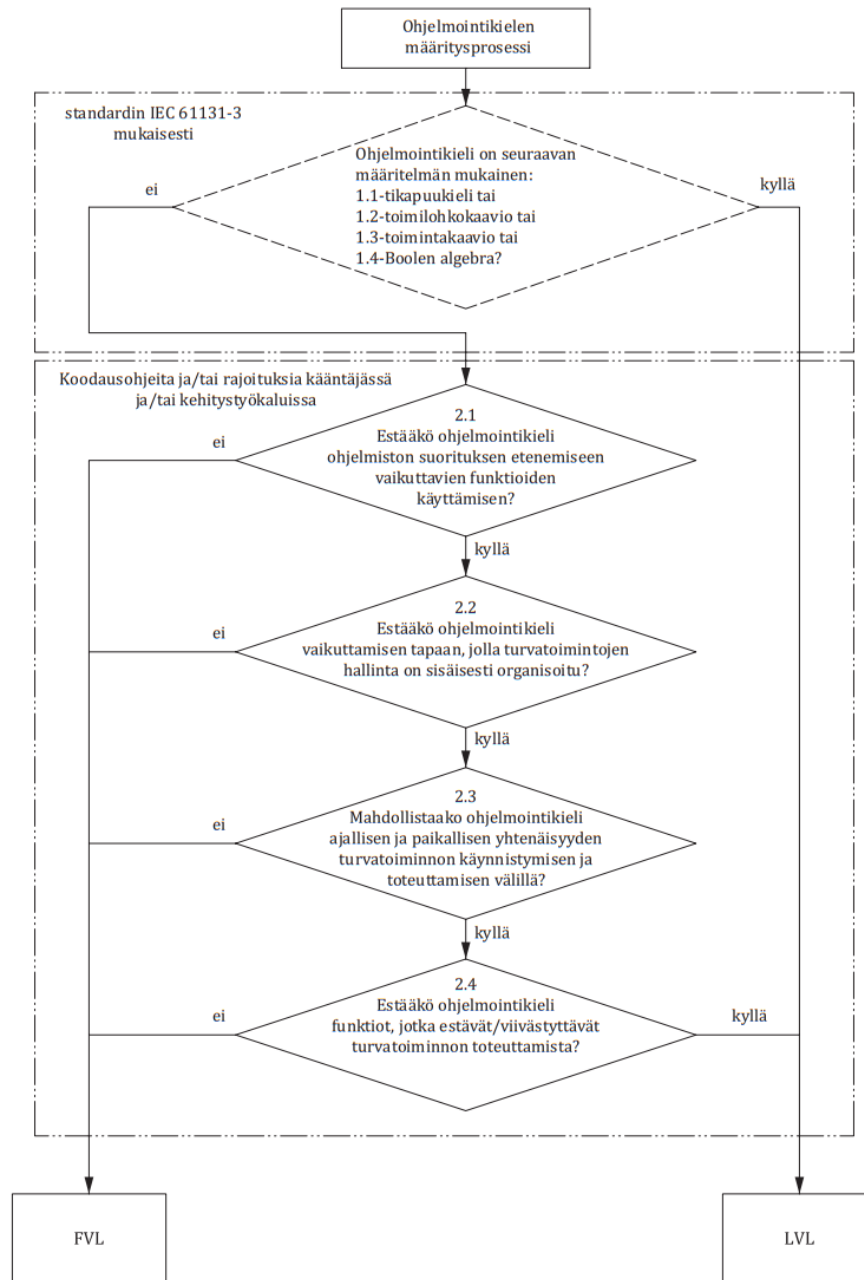 Ohjelmointikielen
määritysprosessi
standardin IEC 61131-3
mukaisesti
Ohjelmointikieli on seuraavan
määritelmän mukainen:
1.1-tikapuukieli tai
1.2-toimilohkokaavio tai
1.3-toimintakaavio tai
1.4-Boolen algebra?
ei
kyllä
Koodausohjeita ja/tai rajoituksia kääntäjässä
ja/tai kehitystyökaluissa
2.1
Estääkö ohjelmointikieli
ohjelmiston suorituksen etenemiseen
vaikuttavien funktioiden
käyttämisen?
ei
kyllä
2.2
Estääkö ohjelmointikieli
vaikuttamisen tapaan, jolla turvatoimintojen
hallinta on sisäisesti organisoitu?
ei
kyllä
2.3
Mahdollistaako ohjelmointikieli
ajallisen ja paikallisen yhtenäisyyden
turvatoiminnon käynnistymisen ja
toteuttamisen välillä?
ei
kyllä
2.4
Estääkö ohjelmointikieli
funktiot, jotka estävät/viivästyttävät
turvatoiminnon toteuttamista?
ei
kyllä
FVL
LVL